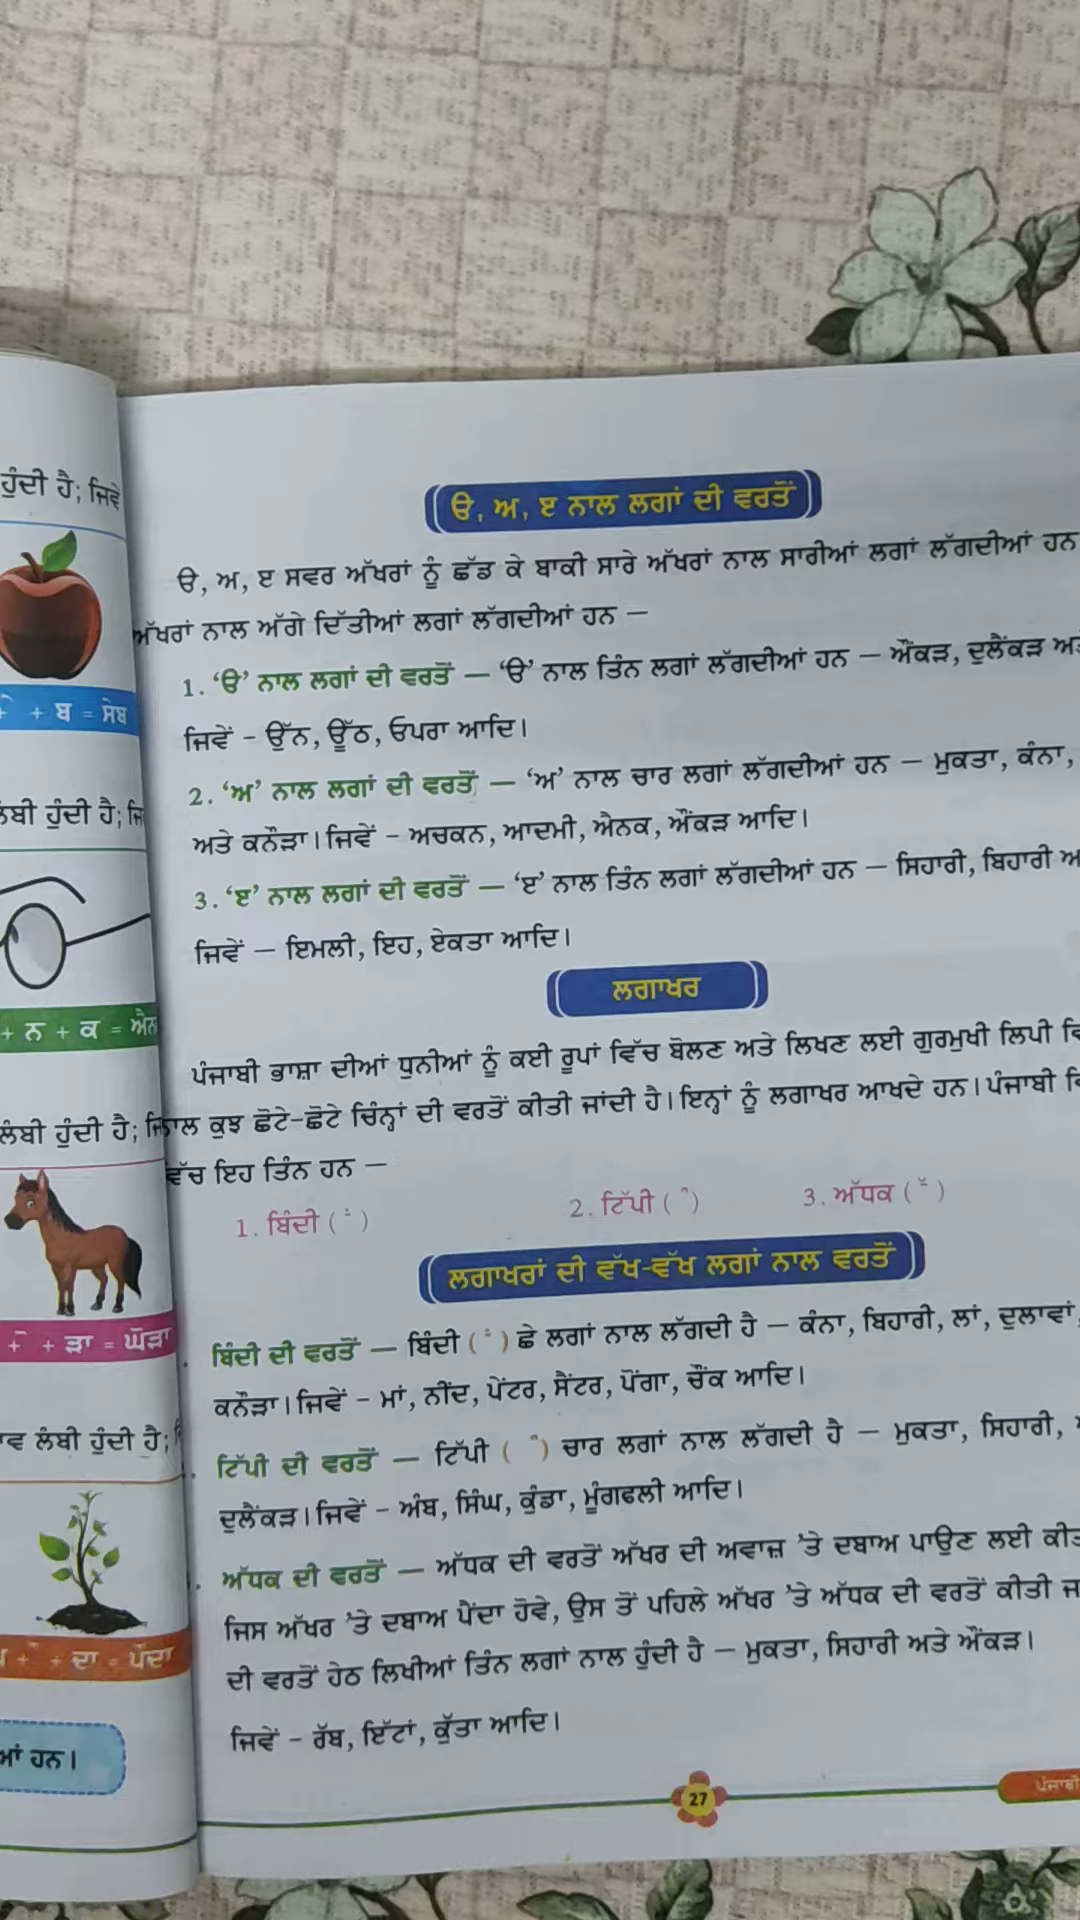 ਹੁੰਦੀ ਹੈ; ਜਿਵੇਂ
+ ਬ = ਸੇਬ
ਲੰਬੀ ਹੁੰਦੀ ਹੈ;
+ ਨ + ਕ =
ਲੰਬੀ ਹੁੰਦੀ ਹੈ;
+ ੜਾ = ਘੋੜਾ
ਲੰਬੀ ਹੁੰਦੀ ਹੈ;
+ ਦਾ = ਪੌਦਾ
ਹਨ।
ੳ, ਅ, ੲ ਨਾਲ ਲਗਾਂ ਦੀ ਵਰਤੋਂ
ੳ, ਅ, ੲ ਸਵਰ ਅੱਖਰਾਂ ਨੂੰ ਛੱਡ ਕੇ ਬਾਕੀ ਸਾਰੇ ਅੱਖਰਾਂ ਨਾਲ ਸਾਰੀਆਂ ਲਗਾਂ ਲੱਗਦੀਆਂ ਹਨ
ਅੱਖਰਾਂ ਨਾਲ ਅੱਗੇ ਦਿੱਤੀਆਂ ਲਗਾਂ ਲੱਗਦੀਆਂ ਹਨ —
1. ‘ੳ’ ਨਾਲ ਲਗਾਂ ਦੀ ਵਰਤੋਂ — ‘ੳ’ ਨਾਲ ਤਿੰਨ ਲਗਾਂ ਲੱਗਦੀਆਂ ਹਨ — ਔਂਕੜ, ਦੁਲੈਂਕੜ
ਜਿਵੇਂ - ਉੱਨ, ਊੱਠ, ਓਪਰਾ ਆਦਿ।
2. ‘ਅ’ ਨਾਲ ਲਗਾਂ ਦੀ ਵਰਤੋਂ — ‘ਅ’ ਨਾਲ ਚਾਰ ਲਗਾਂ ਲੱਗਦੀਆਂ ਹਨ — ਮੁਕਤਾ, ਕੰਨਾ,
ਅਤੇ ਕਨੌੜਾ। ਜਿਵੇਂ - ਅਚਕਨ, ਆਦਮੀ, ਐਨਕ, ਔਂਕੜ ਆਦਿ।
3. ‘ੲ’ ਨਾਲ ਲਗਾਂ ਦੀ ਵਰਤੋਂ — ‘ੲ’ ਨਾਲ ਤਿੰਨ ਲਗਾਂ ਲੱਗਦੀਆਂ ਹਨ — ਸਿਹਾਰੀ, ਬਿਹਾਰੀ
ਜਿਵੇਂ — ਇਮਲੀ, ਇਹ, ਏਕਤਾ ਆਦਿ।
ਲਗਾਖਰ
ਪੰਜਾਬੀ ਭਾਸ਼ਾ ਦੀਆਂ ਧੁਨੀਆਂ ਨੂੰ ਕਈ ਰੂਪਾਂ ਵਿੱਚ ਬੋਲਣ ਅਤੇ ਲਿਖਣ ਲਈ ਗੁਰਮੁਖੀ ਲਿਪੀ
ਨਾਲ ਕੁਝ ਛੋਟੇ-ਛੋਟੇ ਚਿੰਨ੍ਹਾਂ ਦੀ ਵਰਤੋਂ ਕੀਤੀ ਜਾਂਦੀ ਹੈ। ਇਨ੍ਹਾਂ ਨੂੰ ਲਗਾਖਰ ਆਖਦੇ ਹਨ। ਪੰਜਾਬੀ
ਵਿੱਚ ਇਹ ਤਿੰਨ ਹਨ —
1. ਬਿੰਦੀ ( ਂ ) 2. ਟਿੱਪੀ ( ੰ ) 3. ਅੱਧਕ ( ੱ )
ਲਗਾਖਰਾਂ ਦੀ ਵੱਖ-ਵੱਖ ਲਗਾਂ ਨਾਲ ਵਰਤੋਂ
ਬਿੰਦੀ ਦੀ ਵਰਤੋਂ — ਬਿੰਦੀ ( ਂ ) ਛੇ ਲਗਾਂ ਨਾਲ ਲੱਗਦੀ ਹੈ — ਕੰਨਾ, ਬਿਹਾਰੀ, ਲਾਂ, ਦੁਲਾਵਾਂ,
ਕਨੌੜਾ। ਜਿਵੇਂ - ਮਾਂ, ਨੀਂਦ, ਪੇਂਟਰ, ਸੈਂਟਰ, ਪੋਂਗਾ, ਚੌਂਕ ਆਦਿ।
ਟਿੱਪੀ ਦੀ ਵਰਤੋਂ — ਟਿੱਪੀ ( ੰ ) ਚਾਰ ਲਗਾਂ ਨਾਲ ਲੱਗਦੀ ਹੈ — ਮੁਕਤਾ, ਸਿਹਾਰੀ,
ਦੁਲੈਂਕੜ। ਜਿਵੇਂ - ਅੰਬ, ਸਿੰਘ, ਕੁੰਡਾ, ਮੂੰਗਫਲੀ ਆਦਿ।
ਅੱਧਕ ਦੀ ਵਰਤੋਂ — ਅੱਧਕ ਦੀ ਵਰਤੋਂ ਅੱਖਰ ਦੀ ਅਵਾਜ਼ ’ਤੇ ਦਬਾਅ ਪਾਉਣ ਲਈ
ਜਿਸ ਅੱਖਰ ’ਤੇ ਦਬਾਅ ਪੈਂਦਾ ਹੋਵੇ, ਉਸ ਤੋਂ ਪਹਿਲੇ ਅੱਖਰ ’ਤੇ ਅੱਧਕ ਦੀ ਵਰਤੋਂ ਕੀਤੀ
ਦੀ ਵਰਤੋਂ ਹੇਠ ਲਿਖੀਆਂ ਤਿੰਨ ਲਗਾਂ ਨਾਲ ਹੁੰਦੀ ਹੈ — ਮੁਕਤਾ, ਸਿਹਾਰੀ ਅਤੇ ਔਂਕੜ।
ਜਿਵੇਂ - ਰੱਬ, ਇੱਟਾਂ, ਕੁੱਤਾ ਆਦਿ।
27
ਪੰਜਾਬੀ